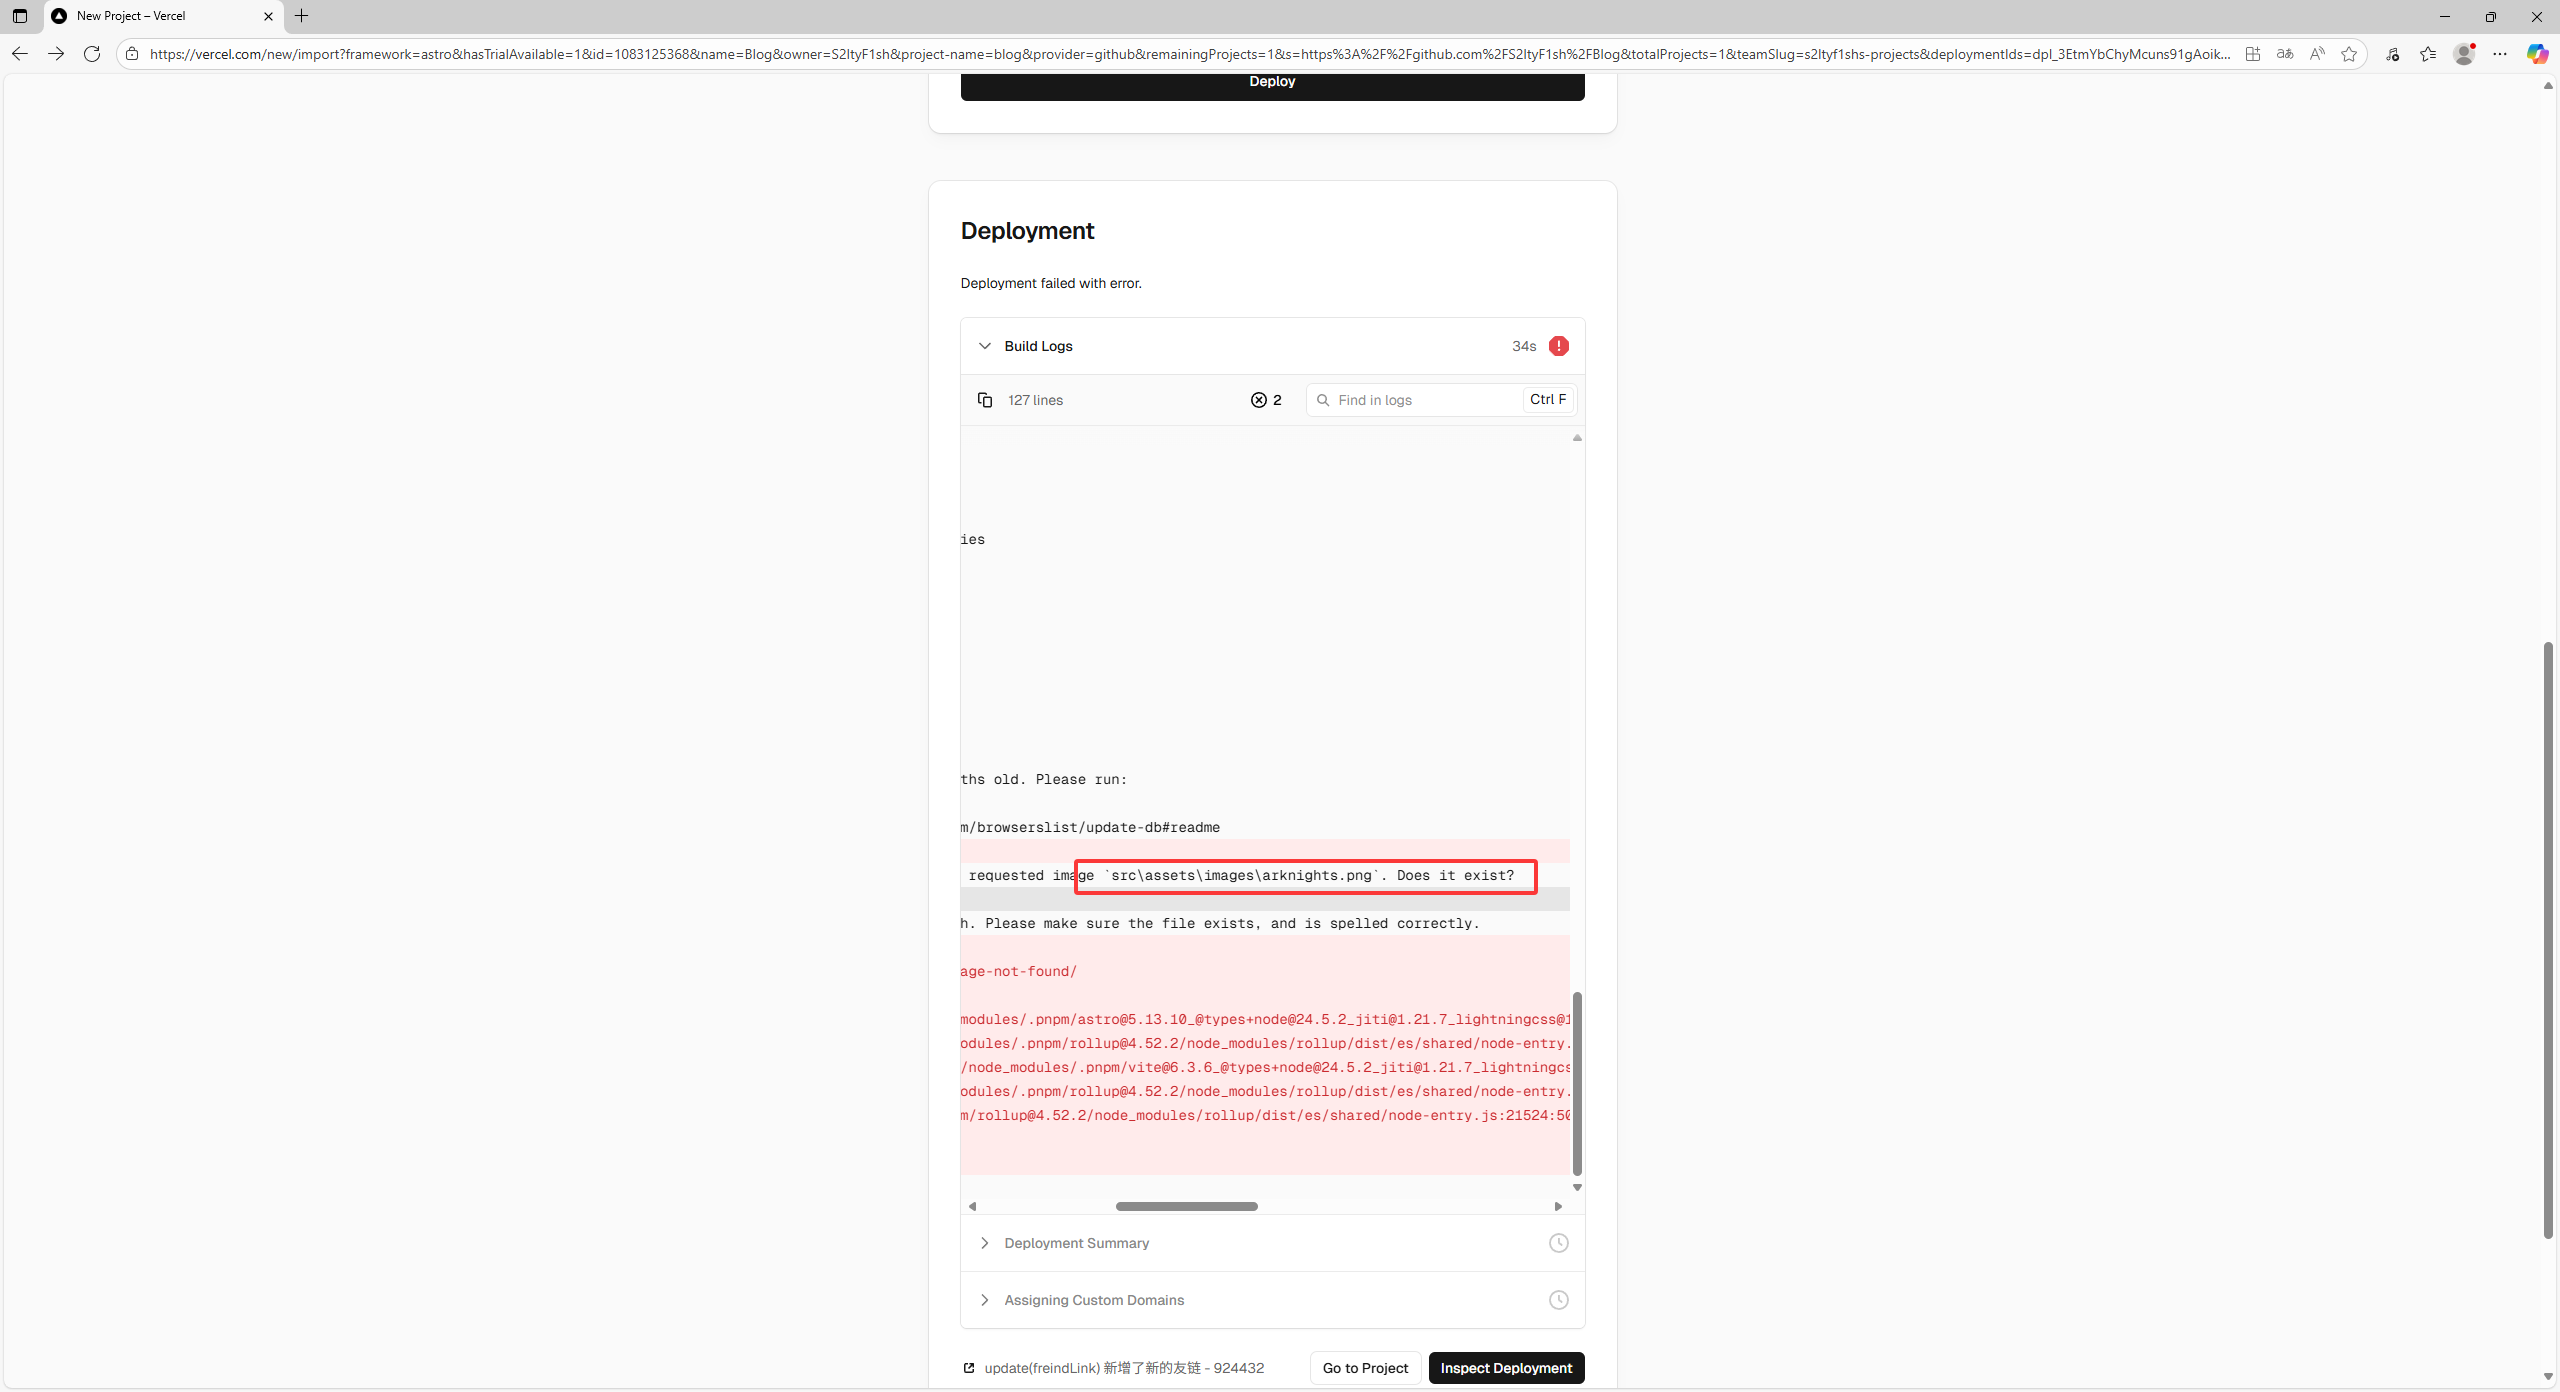 New Project – Vercel
https://vercel.com/new/import?framework=astro&hasTrialAvailable=1&id=1083125368&name=Blog&owner=S2ltyF1sh&project-name=blog&provider=github&remainingProjects=1&s=https%3A%2F%2Fgithub.com%2FS2ltyF1sh%2FBlog&totalProjects=1&teamSlug=s2ltyf1shs-projects&deploymentIds=dpl_3EtmYbChyMcuns91gAoik...
Deploy
Deployment
Deployment failed with error.
Build Logs 34s
127 lines 2 Find in logs Ctrl F
ies
ths old. Please run:
m/browserslist/update-db#readme
requested image `src\assets\images\arknights.png`. Does it exist?
h. Please make sure the file exists, and is spelled correctly.
age-not-found/
modules/.pnpm/astro@5.13.10_@types+node@24.5.2_jiti@1.21.7_lightningcss@1
odules/.pnpm/rollup@4.52.2/node_modules/rollup/dist/es/shared/node-entry.
/node_modules/.pnpm/vite@6.3.6_@types+node@24.5.2_jiti@1.21.7_lightningcs
odules/.pnpm/rollup@4.52.2/node_modules/rollup/dist/es/shared/node-entry.
m/rollup@4.52.2/node_modules/rollup/dist/es/shared/node-entry.js:21524:50
Deployment Summary
Assigning Custom Domains
update(freindLink) 新增了新的友链 - 924432 Go to Project Inspect Deployment